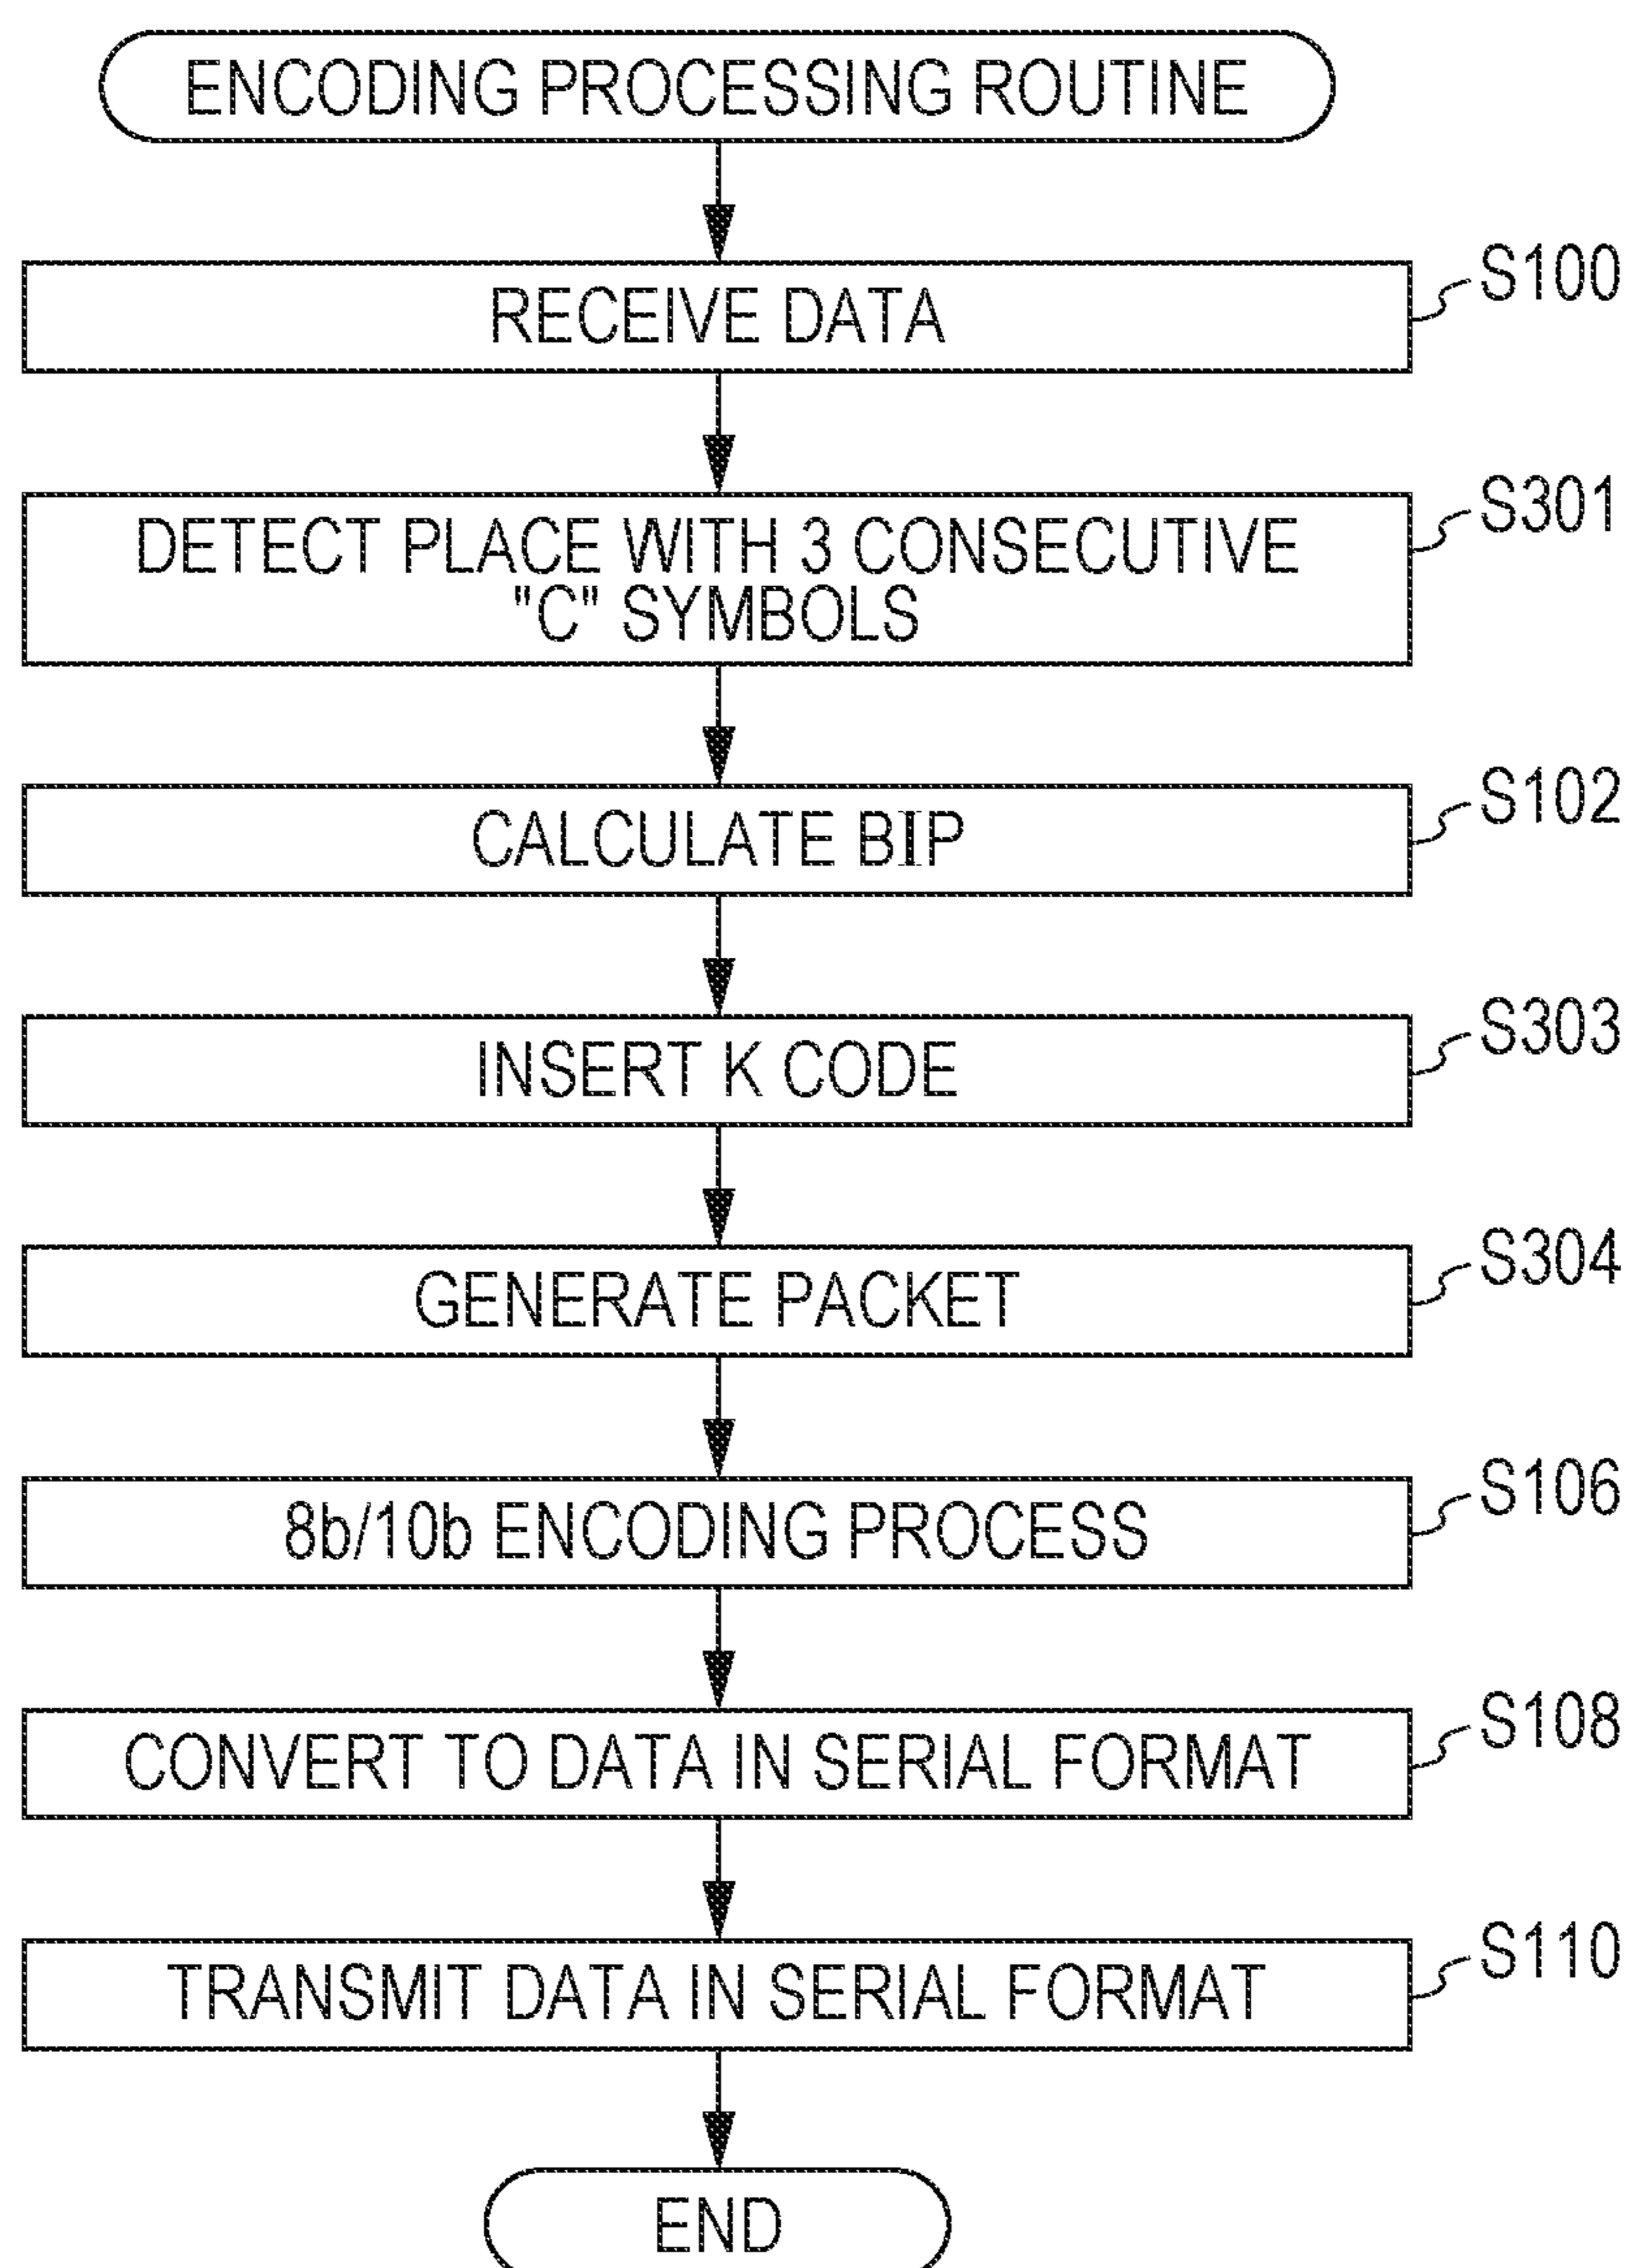 ENCODING PROCESSING ROUTINE
S100
RECEIVE DATA
S301
DETECT PLACE WITH 3 CONSECUTIVE
"C" SYMBOLS
S102
CALCULATE BIP
S303
INSERT K CODE
S304
GENERATE PACKET
S106
8b/10b ENCODING PROCESS
S108
CONVERT TO DATA IN SERIAL FORMAT
S110
TRANSMIT DATA IN SERIAL FORMAT
END